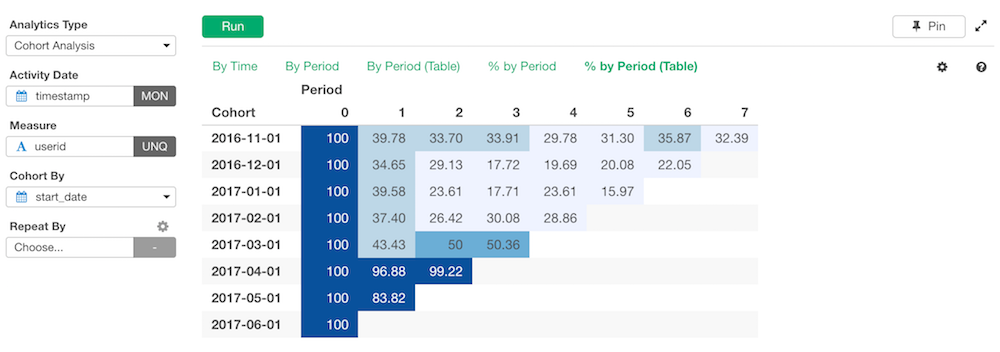 Analytics Type
Cohort Analysis
Activity Date
timestamp MON
Measure
A userid UNQ
Cohort By
start_date
Repeat By
Choose... -
Run Pin
By Time By Period By Period (Table) % by Period % by Period (Table)
Period
Cohort 0 1 2 3 4 5 6 7
2016-11-01 100 39.78 33.70 33.91 29.78 31.30 35.87 32.39
2016-12-01 100 34.65 29.13 17.72 19.69 20.08 22.05
2017-01-01 100 39.58 23.61 17.71 23.61 15.97
2017-02-01 100 37.40 26.42 30.08 28.86
2017-03-01 100 43.43 50 50.36
2017-04-01 100 96.88 99.22
2017-05-01 100 83.82
2017-06-01 100